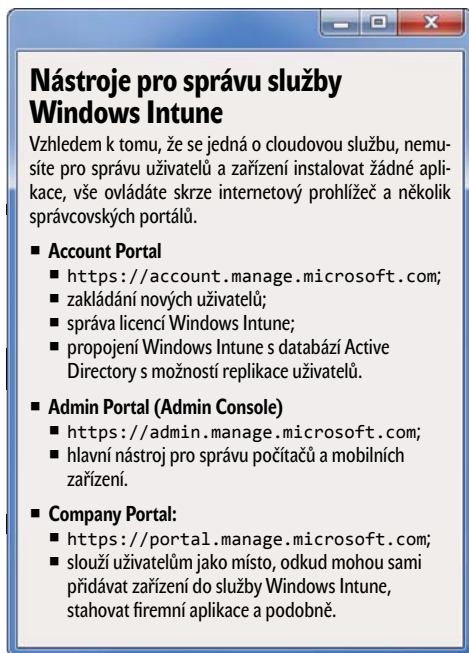 Nástroje pro správu služby
Windows Intune
Vzhledem k tomu, že se jedná o cloudovou službu, nemu-
síte pro správu uživatelů a zařízení instalovat žádné apli-
kace, vše ovládáte skrze internetový prohlížeč a několik
správcovských portálů.
■ Account Portal
■ https://account.manage.microsoft.com;
■ zakládání nových uživatelů;
■ správa licencí Windows Intune;
■ propojení Windows Intune s databází Active
Directory s možností replikace uživatelů.
■ Admin Portal (Admin Console)
■ https://admin.manage.microsoft.com;
■ hlavní nástroj pro správu počítačů a mobilních
zařízení.
■ Company Portal:
■ https://portal.manage.microsoft.com;
■ slouží uživatelům jako místo, odkud mohou sami
přidávat zařízení do služby Windows Intune,
stahovat firemní aplikace a podobně.